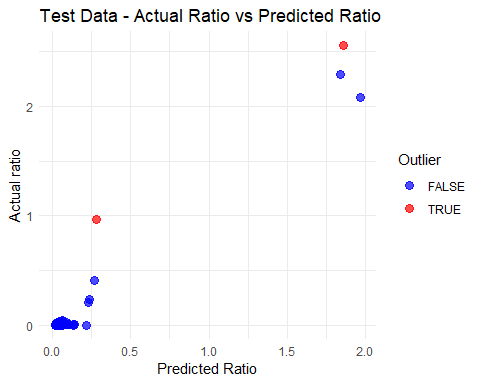 Test Data - Actual Ratio vs Predicted Ratio
Actual ratio
2
1
0
0.0 0.5 1.0 1.5 2.0
Predicted Ratio
Outlier
FALSE
TRUE